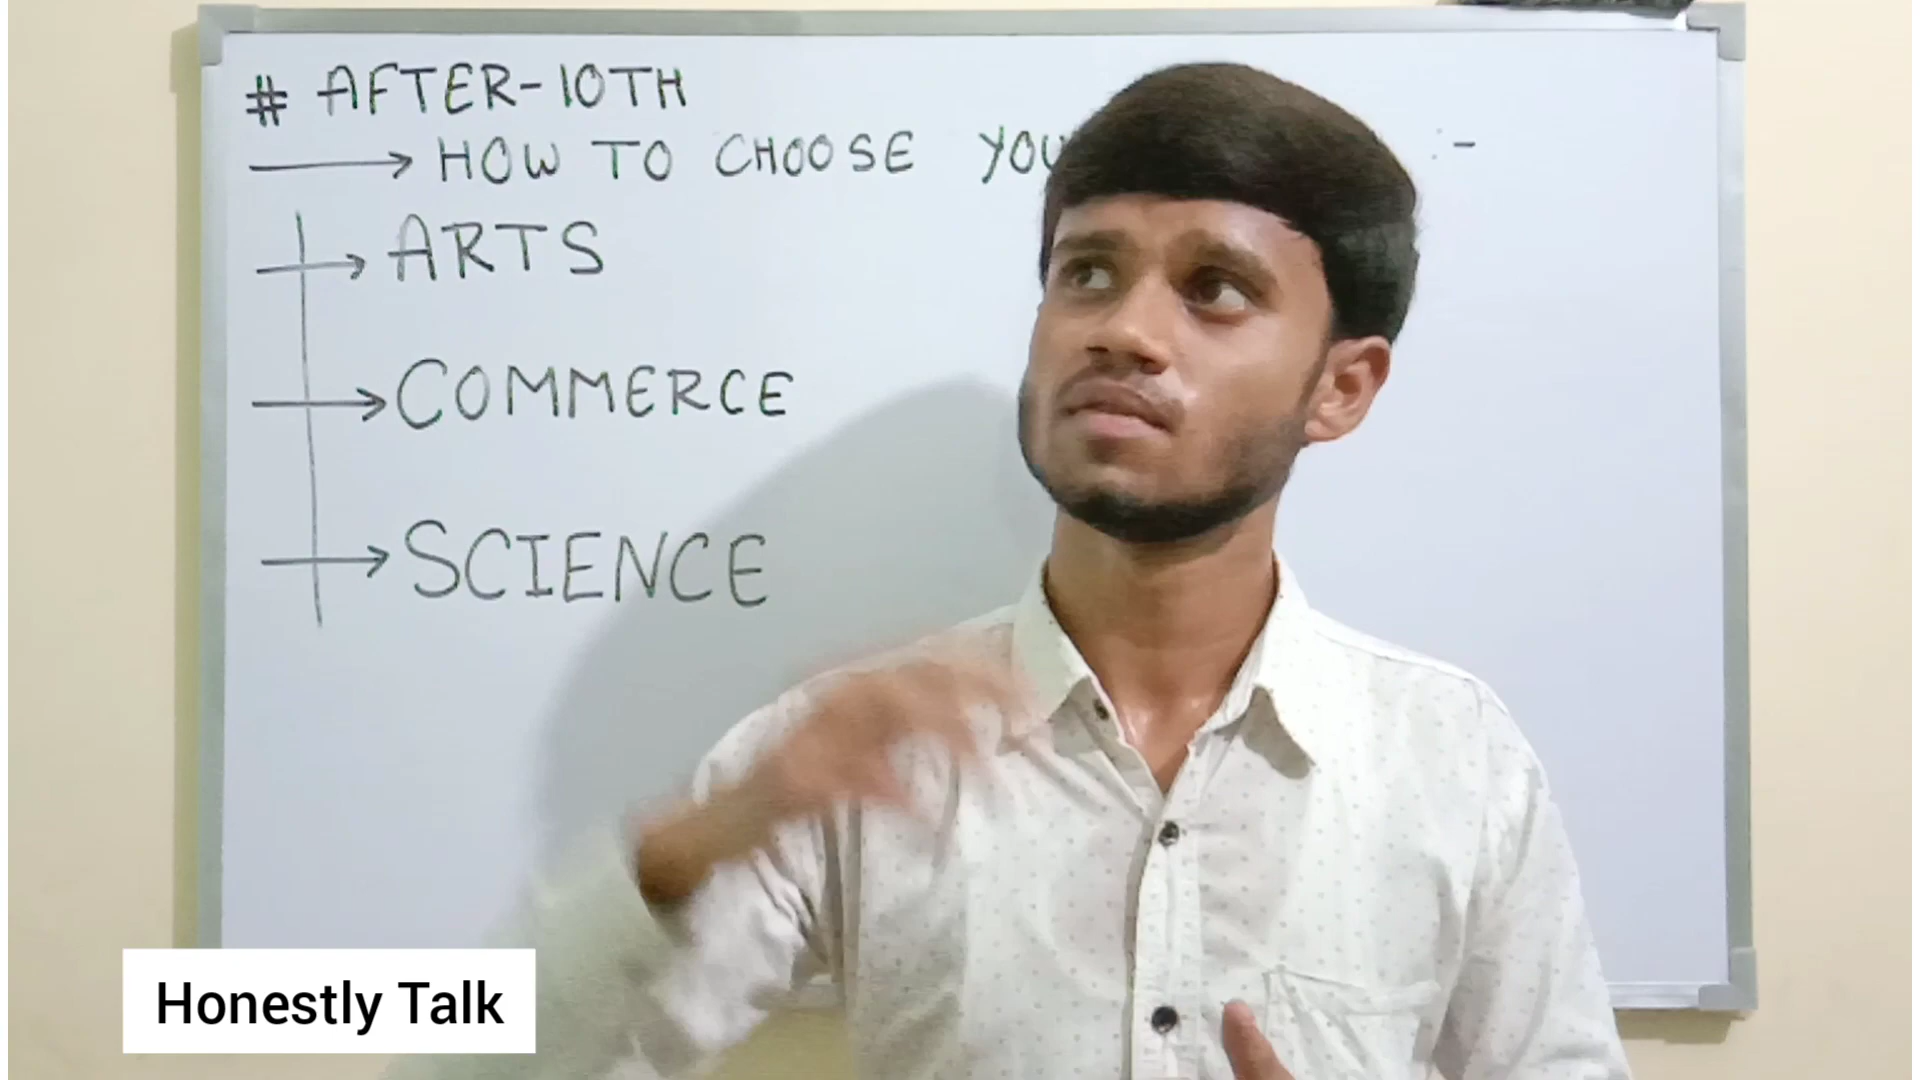 # AFTER-10TH
→ HOW TO CHOOSE YOU :-
→ ARTS
→ COMMERCE
→ SCIENCE
Honestly Talk